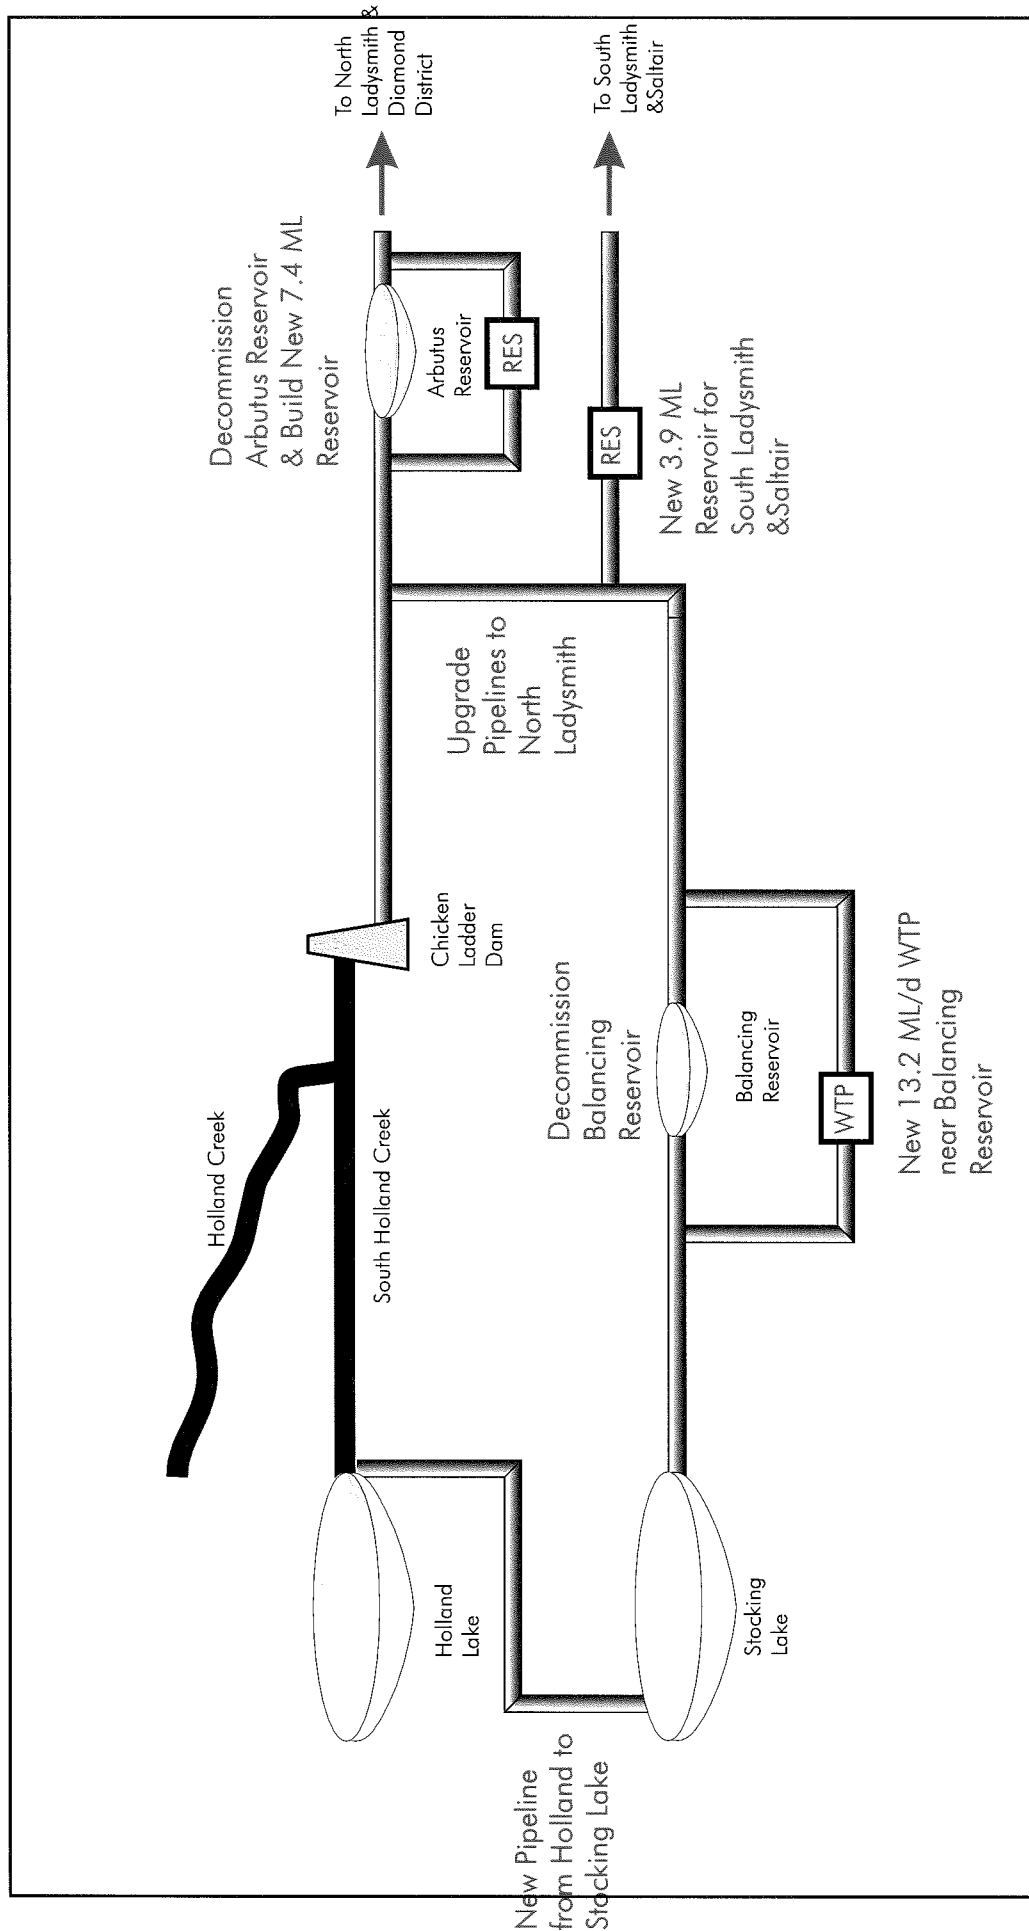 To North
Ladysmith &
Diamond
District
To South
Ladysmith
&Saltair
Decommission
Arbutus Reservoir
& Build New 7.4 ML
Reservoir
Arbutus
Reservoir
RES
RES
New 3.9 ML
Reservoir for
South Ladysmith
&Saltair
Upgrade
Pipelines to
North
Ladysmith
Chicken
Ladder
Dam
Holland Creek
South Holland Creek
Decommission
Balancing
Reservoir
Balancing
Reservoir
WTP
New 13.2 ML/d WTP
near Balancing
Reservoir
Holland
Lake
Stocking
Lake
New Pipeline
from Holland to
Stocking Lake